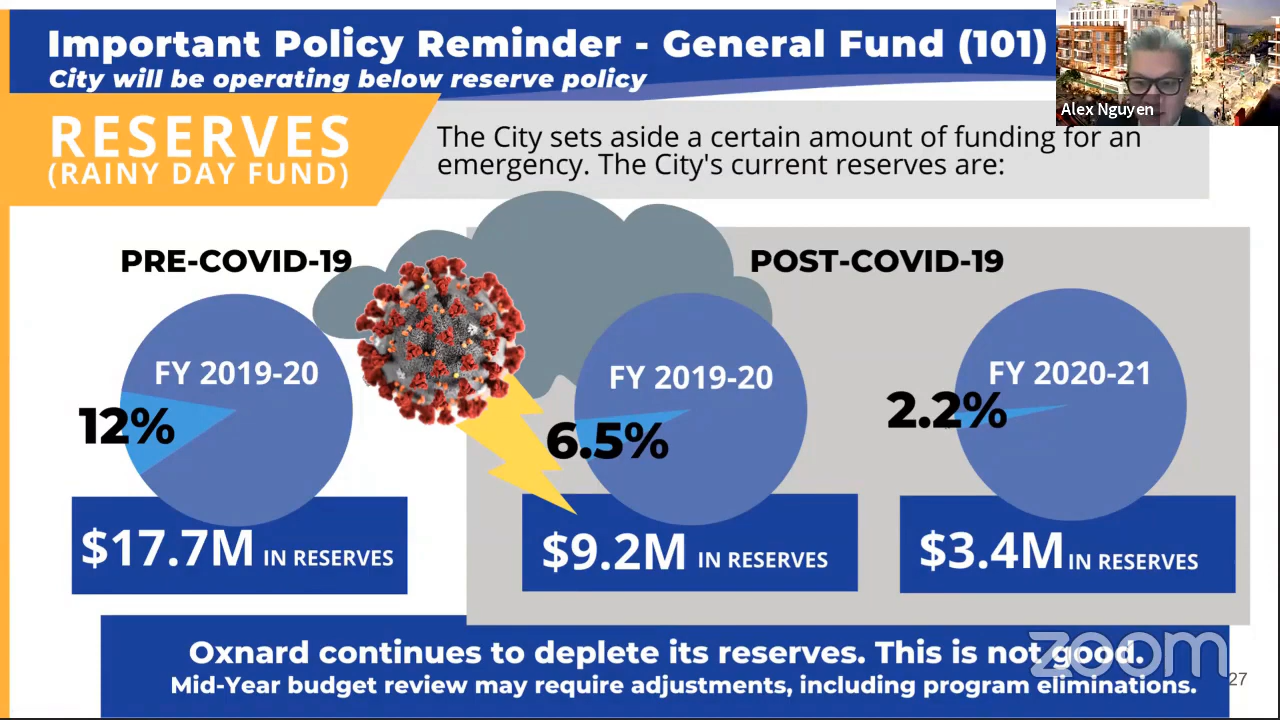 Important Policy Reminder - General Fund (101)
City will be operating below reserve policy
Alex Nguyen
RESERVES
(RAINY DAY FUND)
The City sets aside a certain amount of funding for an
emergency. The City's current reserves are:
PRE-COVID-19
POST-COVID-19
FY 2019-20
12%
$17.7M IN RESERVES
FY 2019-20
6.5%
$9.2M IN RESERVES
FY 2020-21
2.2%
$3.4M IN RESERVES
Oxnard continues to deplete its reserves. This is not good.
Mid-Year budget review may require adjustments, including program eliminations.
zoom
27